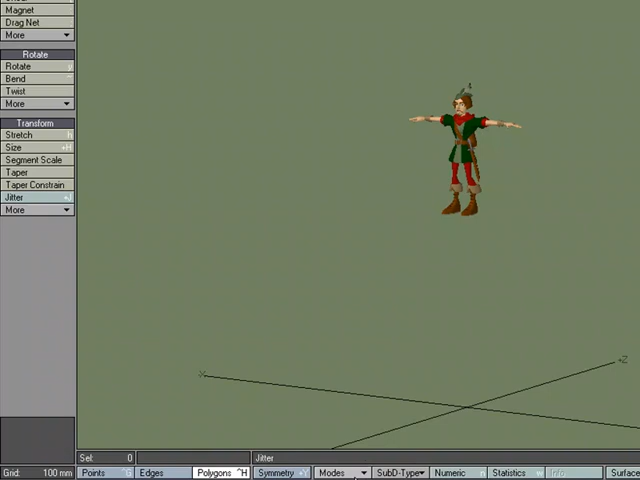 Magnet
Drag Net
More
Rotate
Rotate y
Bend
Twist
More
Transform
Stretch h
Size +H
Segment Scale
Taper
Taper Constrain
Jitter +J
More
+Z
Sel: 0
Jitter
Grid: 100 mm
Points ^G
Edges
Polygons ^H
Symmetry +Y
Modes
SubD-Type
Numeric n
Statistics w
Info
Surface